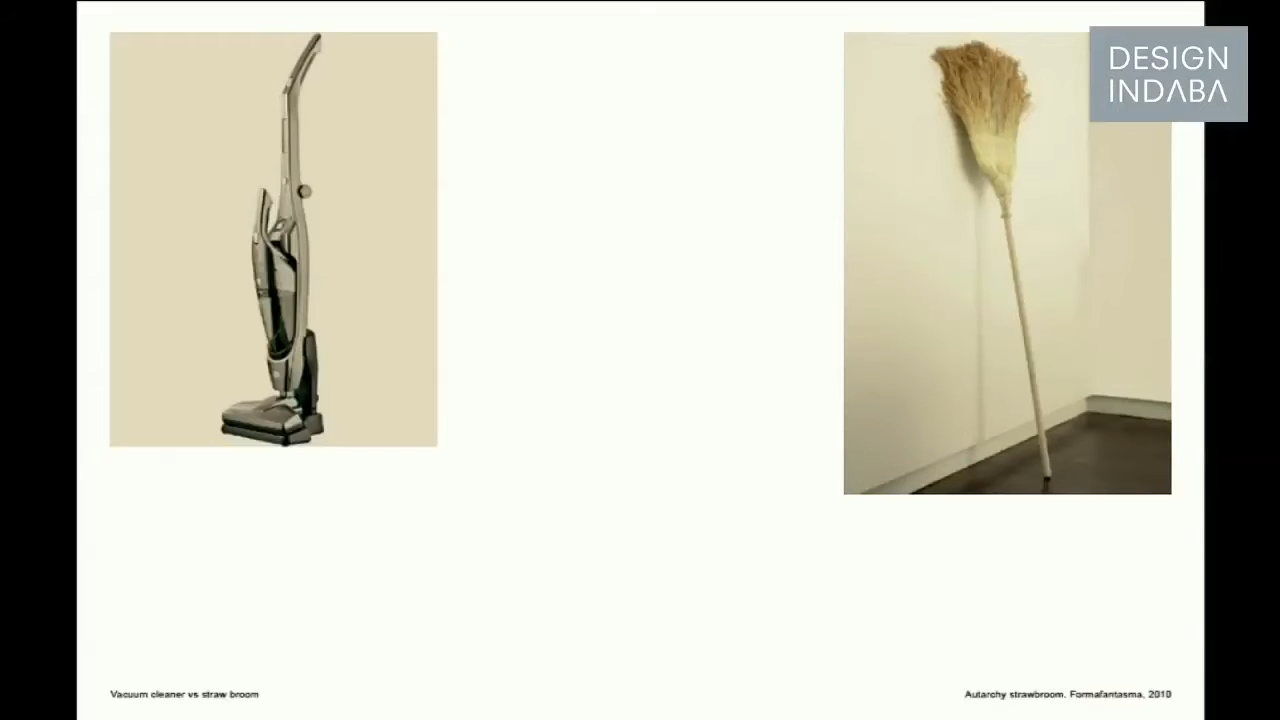 DESIGN
INDABA
Vacuum cleaner vs straw broom
Autarchy strawbroom. Formafantasma, 2010